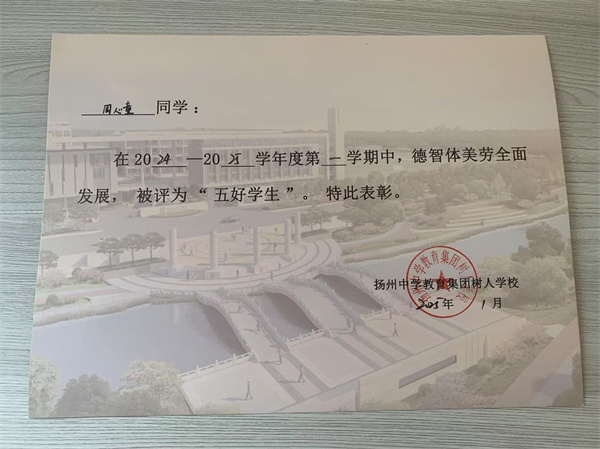 周心童 同学：
在2024—2025学年度第一学期中，德智体美劳全面
发展， 被评为“五好学生”。 特此表彰。
扬州中学教育集团树人学校
2025年 1月